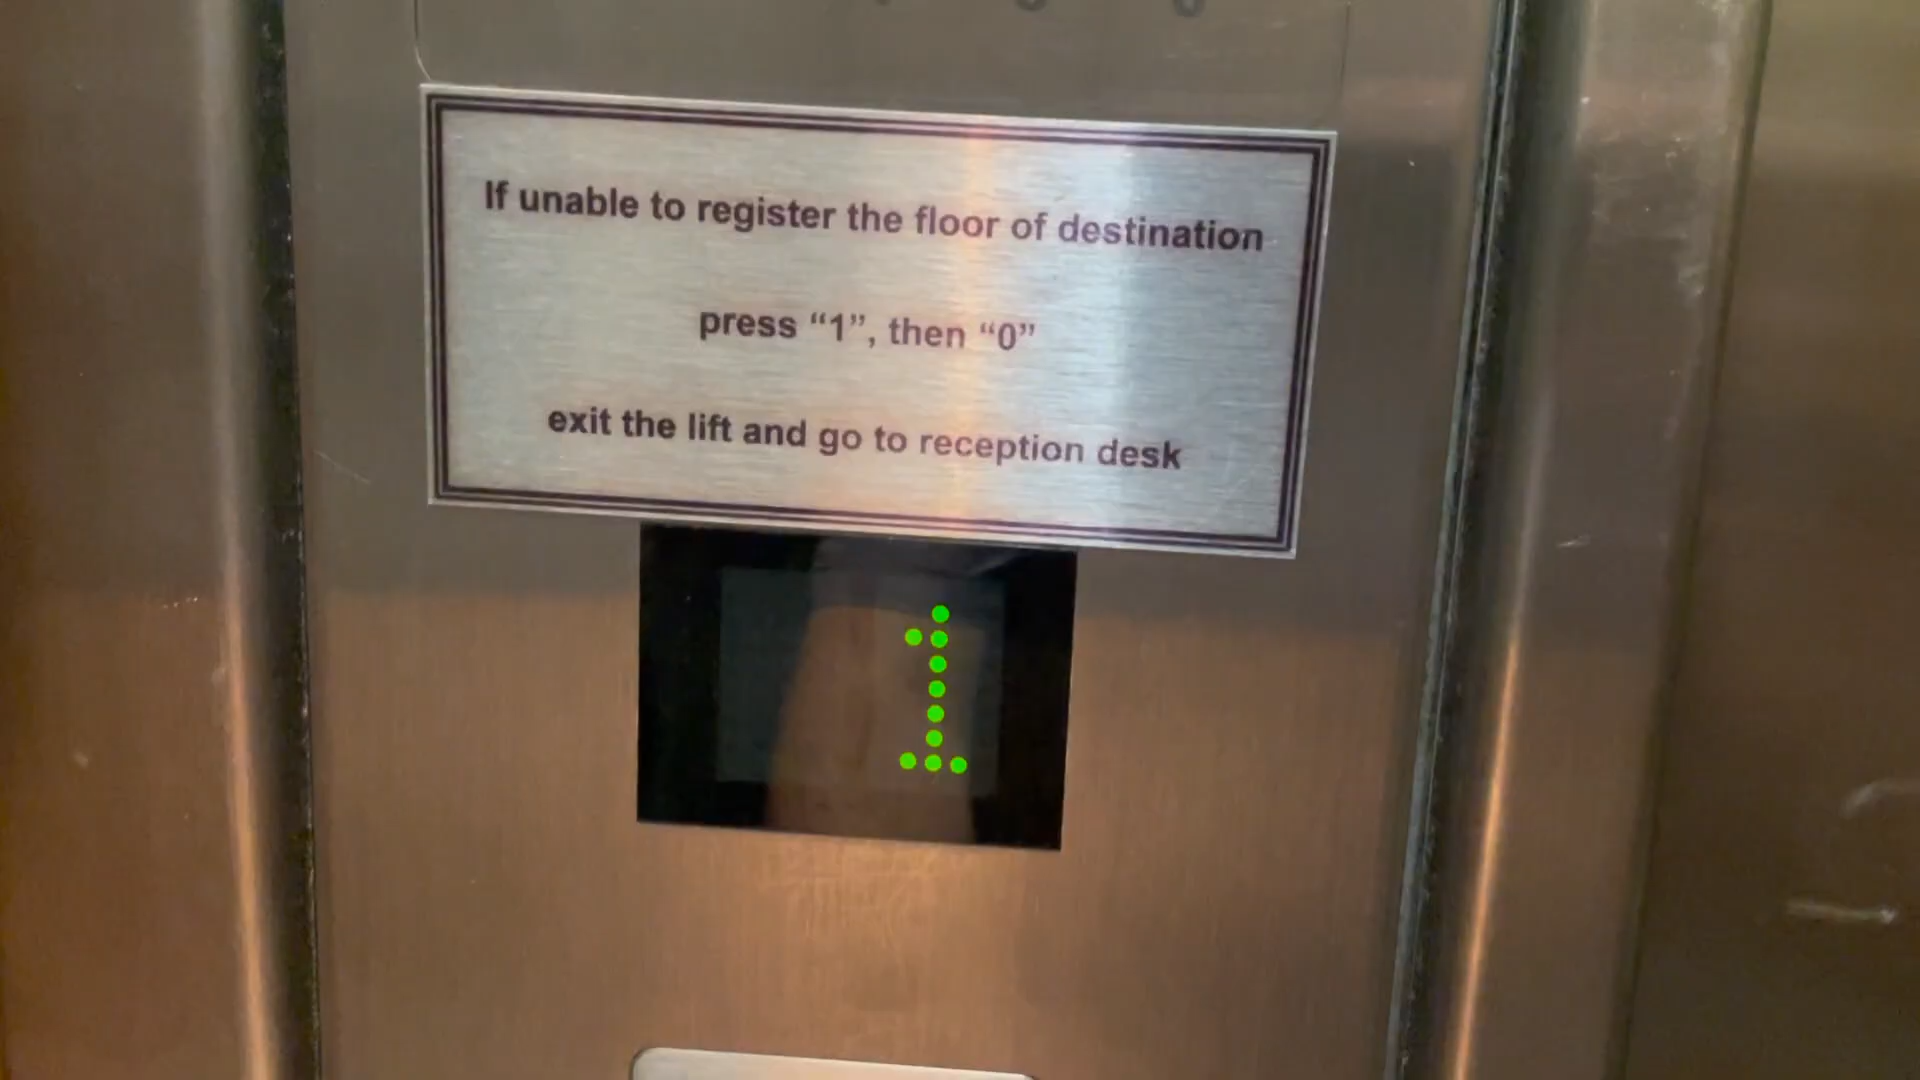 If unable to register the floor of destination
press “1”, then “0”
exit the lift and go to reception desk
1